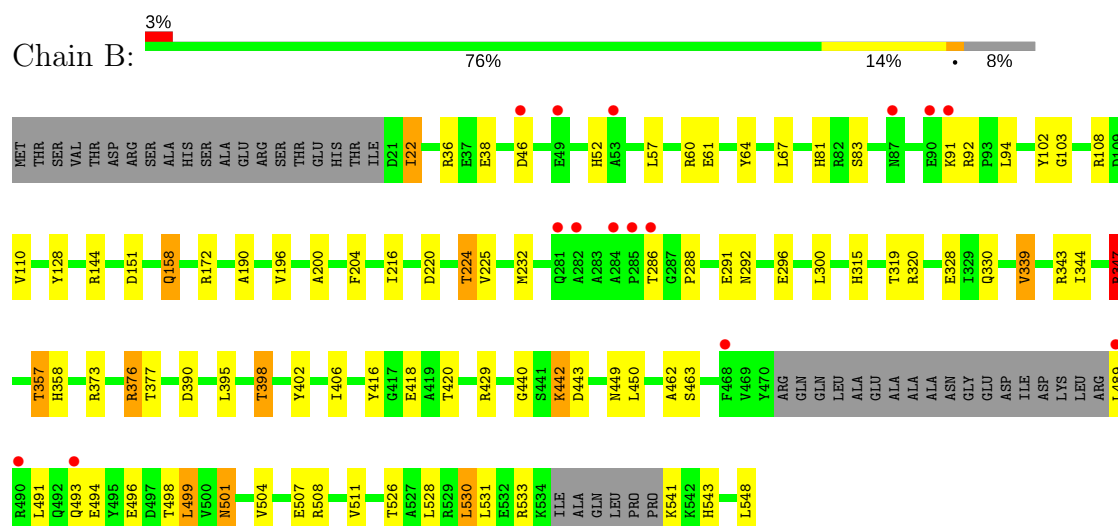 3%
Chain B:
76% 14% • 8%
MET THR SER VAL THR ASP ARG SER ALA HIS SER ALA GLU ARG SER THR GLU HIS THR ILE D21 I22 R36 E37 E38 D46 E49 H52 A53 L57 R60 E61 Y64 L67 H81 R82 S83 N87 E90 K91 R92 P93 L94 Y102 G103 R108
V110 Y128 R144 D151 Q158 R172 A190 V196 A200 F204 I216 D220 T224 V225 M232 Q281 A282 A283 A284 P285 T286 G287 P288 E291 N292 E296 L300 H315 T319 R320 E328 I329 Q330 V339 R343 I344
T357 H358 R373 R376 T377 D390 L395 T398 Y402 I406 Y416 G417 E418 A419 T420 R429 G440 S441 K442 D443 N449 L450 A462 S463 F468 V469 Y470 ARG GLN GLN LEU ALA GLU ALA ALA ALA ASN GLY GLU ASP ILE ASP LYS LEU ARG L489
R490 L491 Q492 Q493 E494 Y495 E496 D497 T498 L499 V500 N501 V504 E507 R508 V511 T526 A527 L528 R529 L530 L531 E532 R533 K534 ILE ALA GLN LEU PRO PRO K541 K542 H543 L548